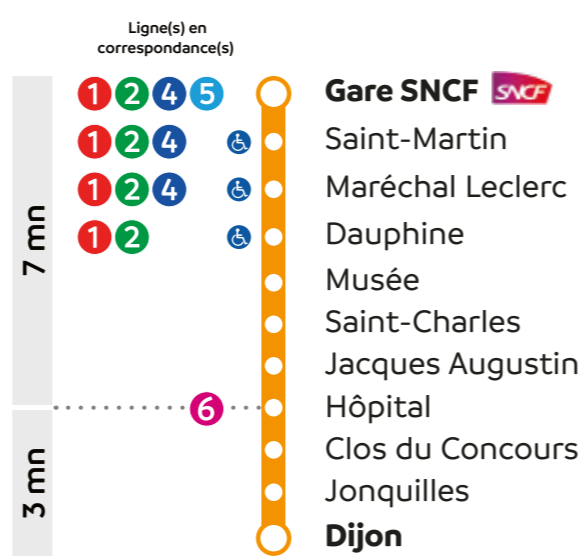 Ligne(s) en
correspondance(s)
1 2 4 5 Gare SNCF SNCF
1 2 4 Saint-Martin
1 2 4 Maréchal Leclerc
1 2 Dauphine
Musée
Saint-Charles
Jacques Augustin
6 Hôpital
Clos du Concours
Jonquilles
Dijon
7 mn
3 mn